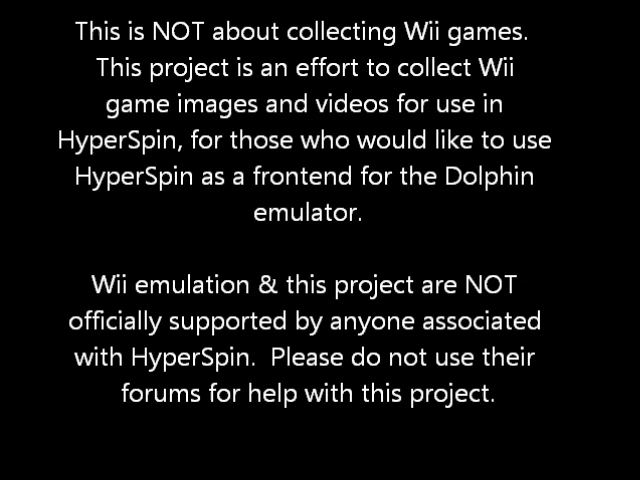 This is NOT about collecting Wii games.
This project is an effort to collect Wii
game images and videos for use in
HyperSpin, for those who would like to use
HyperSpin as a frontend for the Dolphin
emulator.
Wii emulation & this project are NOT
officially supported by anyone associated
with HyperSpin.  Please do not use their
forums for help with this project.